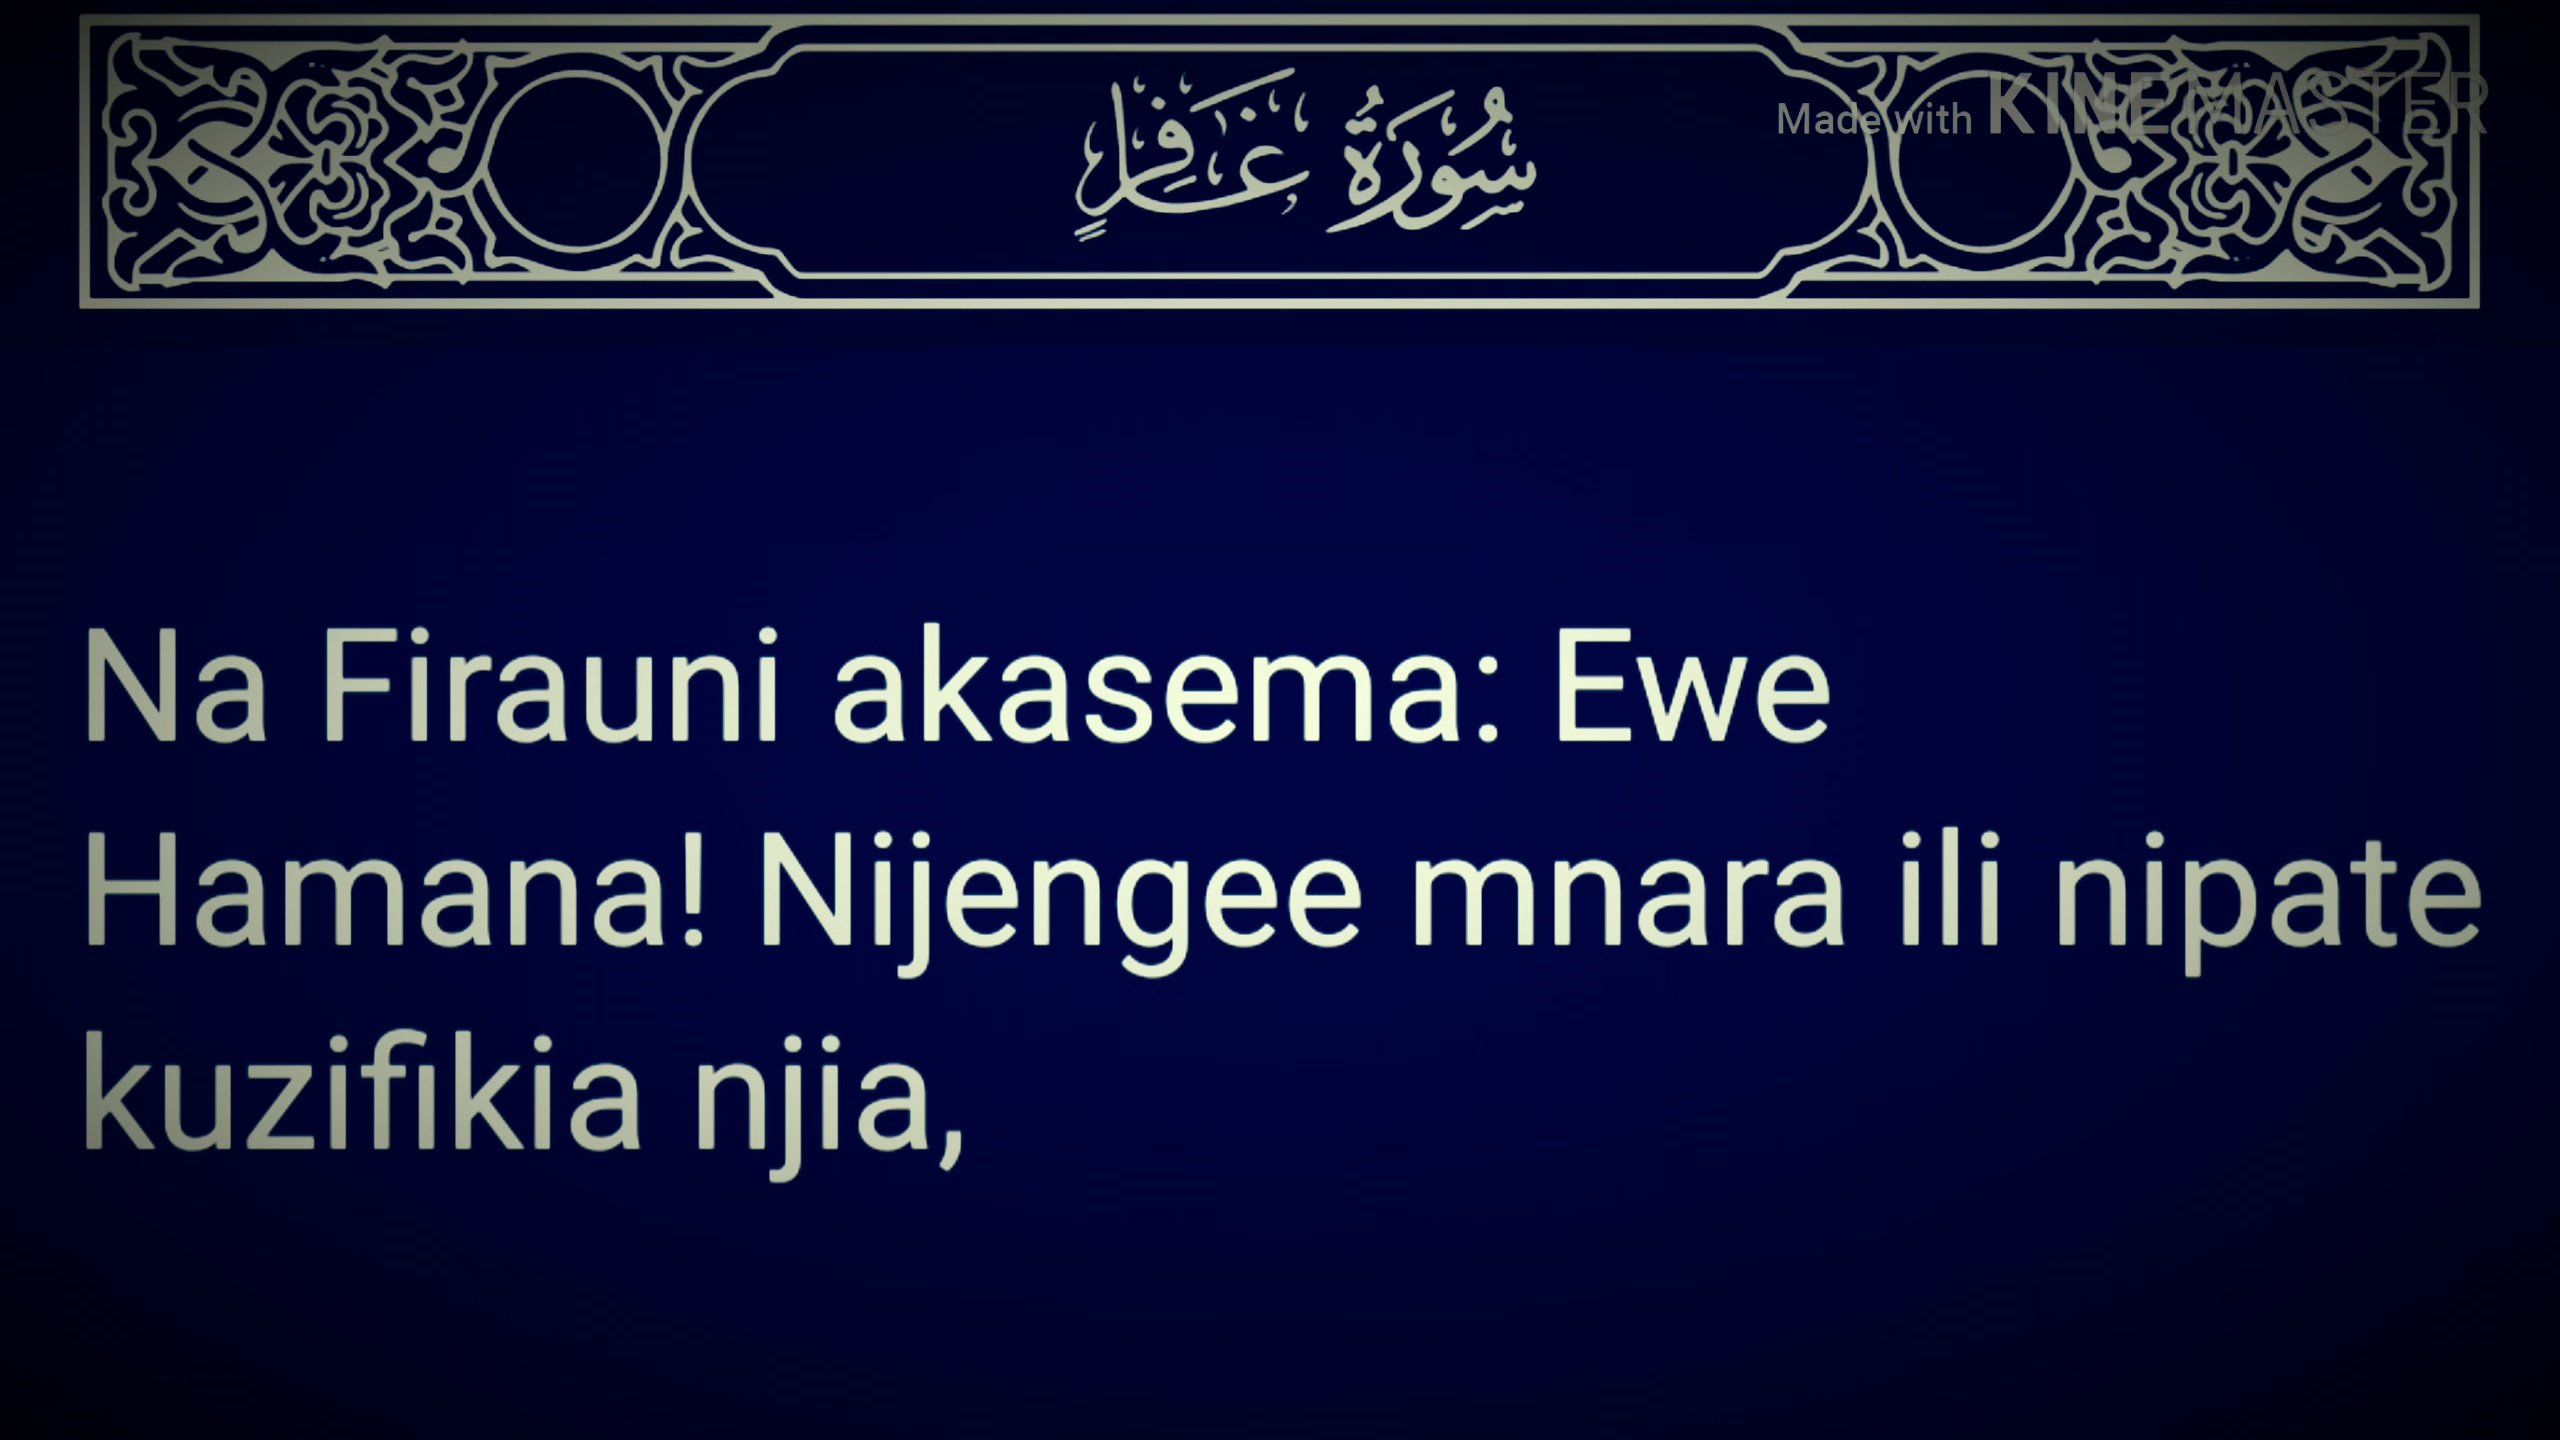 سُورَةُ غَافِرٍ
Made with KINEMASTER
Na Firauni akasema: Ewe
Hamana! Nijengee mnara ili nipate
kuzifikia njia,